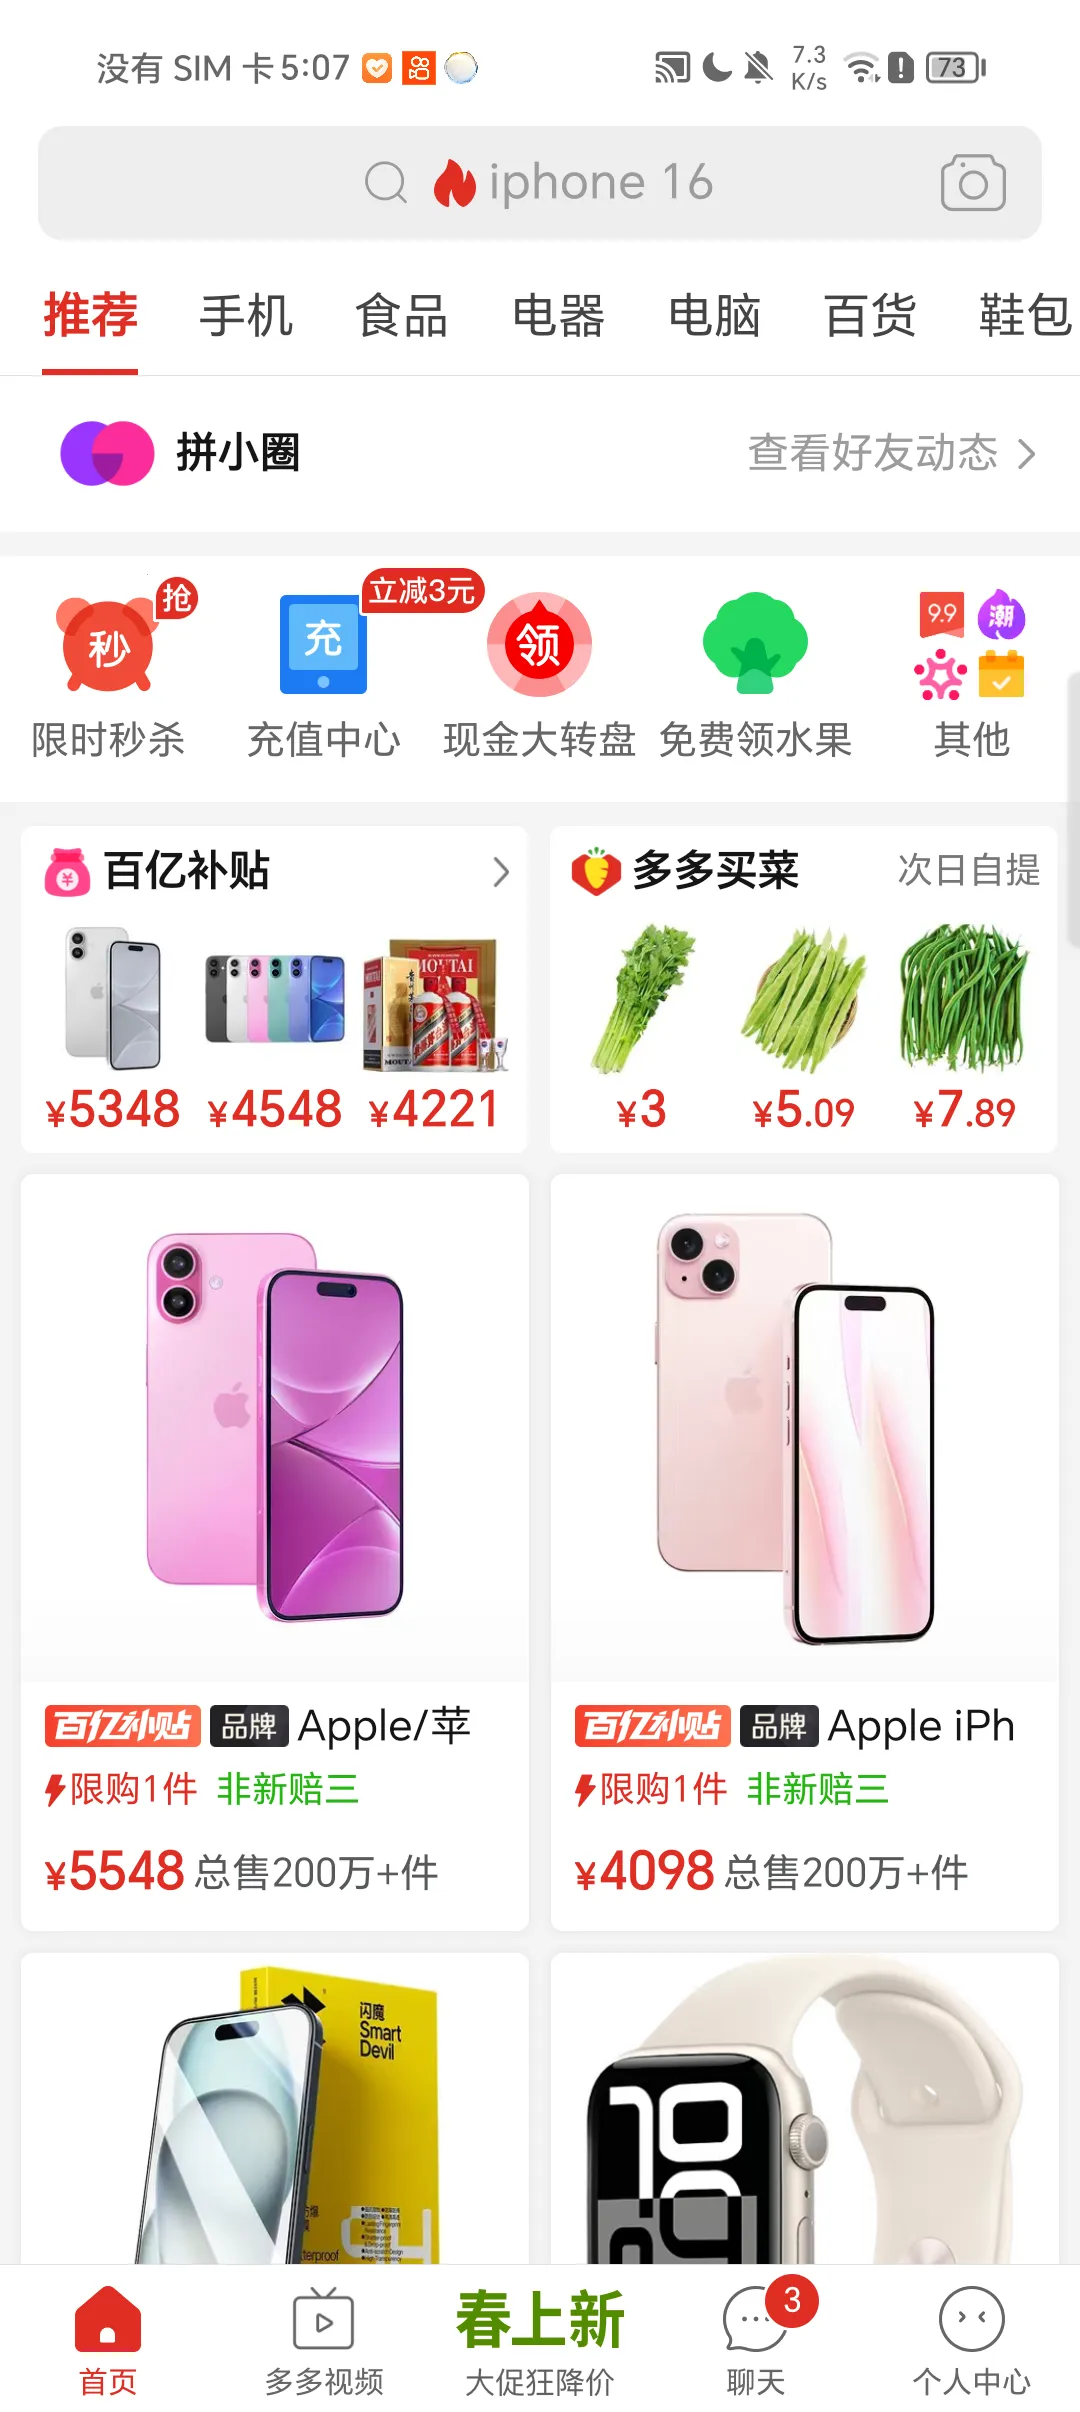 没有 SIM 卡 5:07 7.3 K/s 73
iphone 16
推荐 手机 食品 电器 电脑 百货 鞋包
拼小圈 查看好友动态
秒 抢 充 立减3元 领 9.9 潮
限时秒杀 充值中心 现金大转盘 免费领水果 其他
百亿补贴
MOUTAI
¥5348 ¥4548 ¥4221
多多买菜 次日自提
¥3 ¥5.09 ¥7.89
百亿补贴 品牌 Apple/苹
限购1件 非新赔三
¥5548 总售200万+件
百亿补贴 品牌 Apple iPh
限购1件 非新赔三
¥4098 总售200万+件
闪魔
Smart
Devil
10
首页
多多视频
春上新
大促狂降价
3
聊天
个人中心